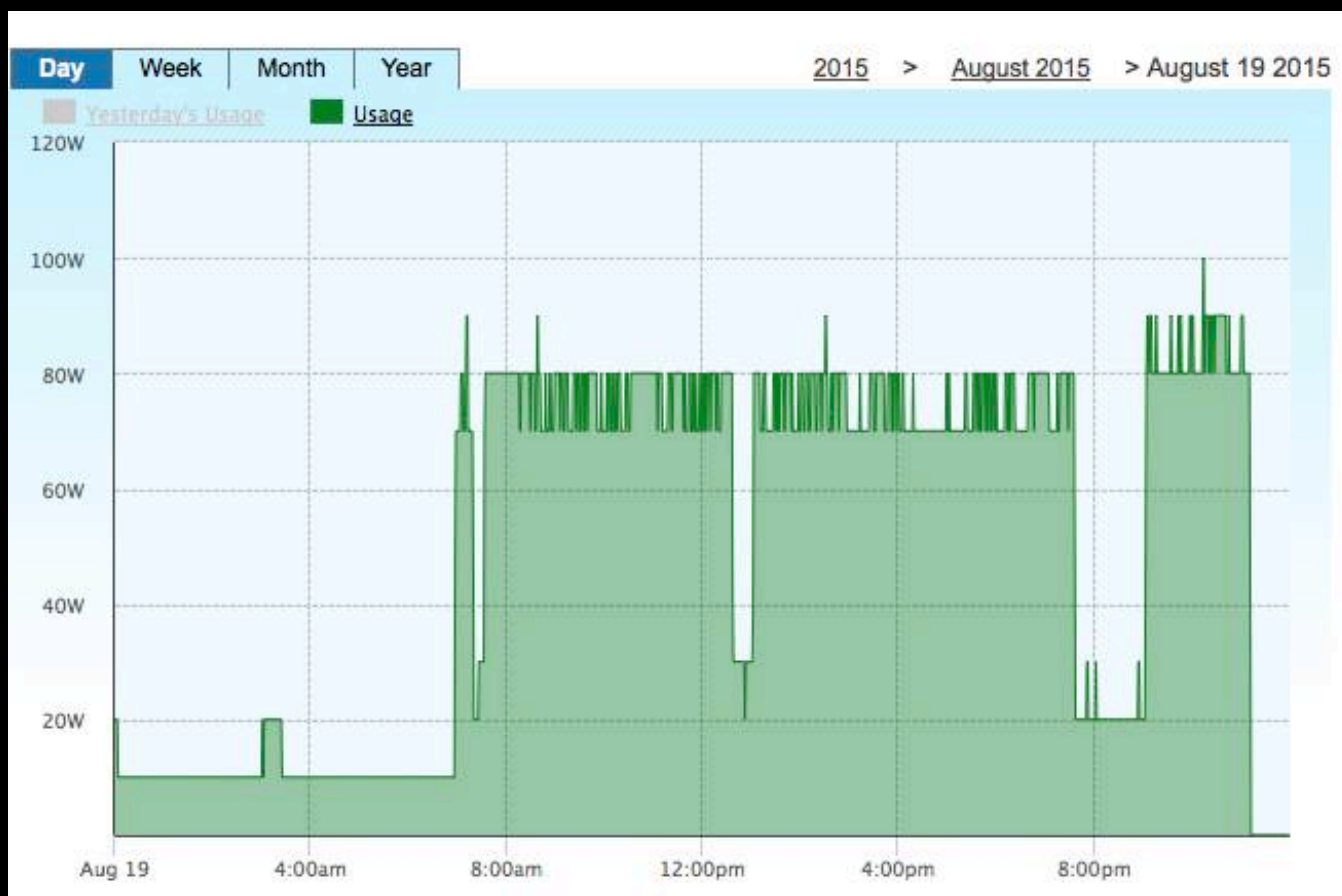 Day Week Month Year 2015 > August 2015 > August 19 2015
Yesterday's Usage Usage
120W
100W
80W
60W
40W
20W
Aug 19 4:00am 8:00am 12:00pm 4:00pm 8:00pm